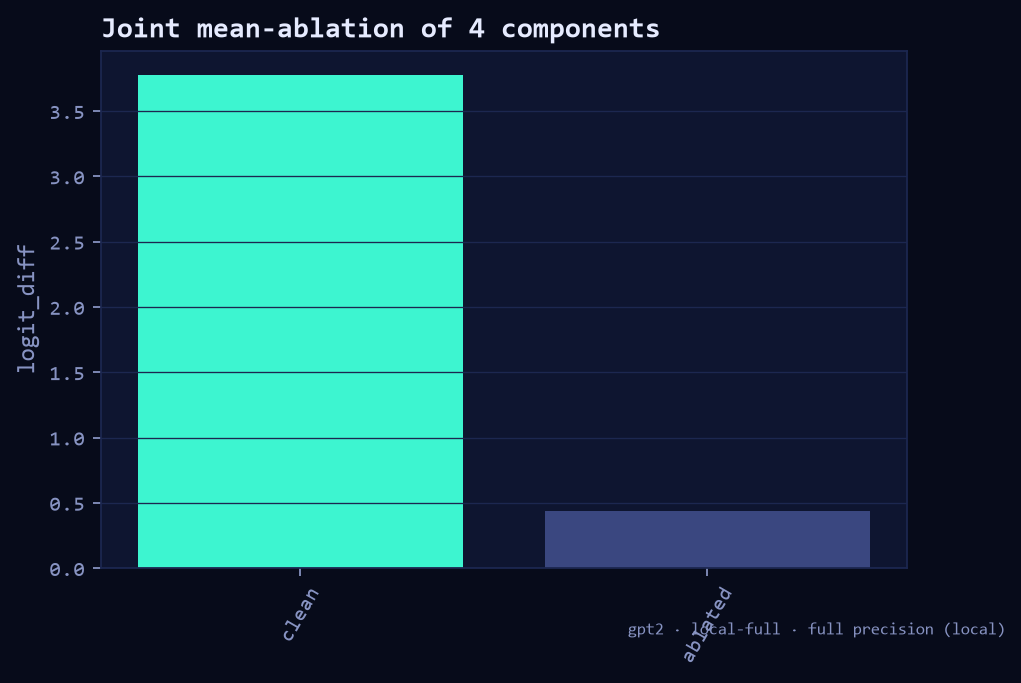 Joint mean-ablation of 4 components
logit_diff
3.5
3.0
2.5
2.0
1.5
1.0
0.5
0.0
clean
ablated
gpt2 · local-full · full precision (local)